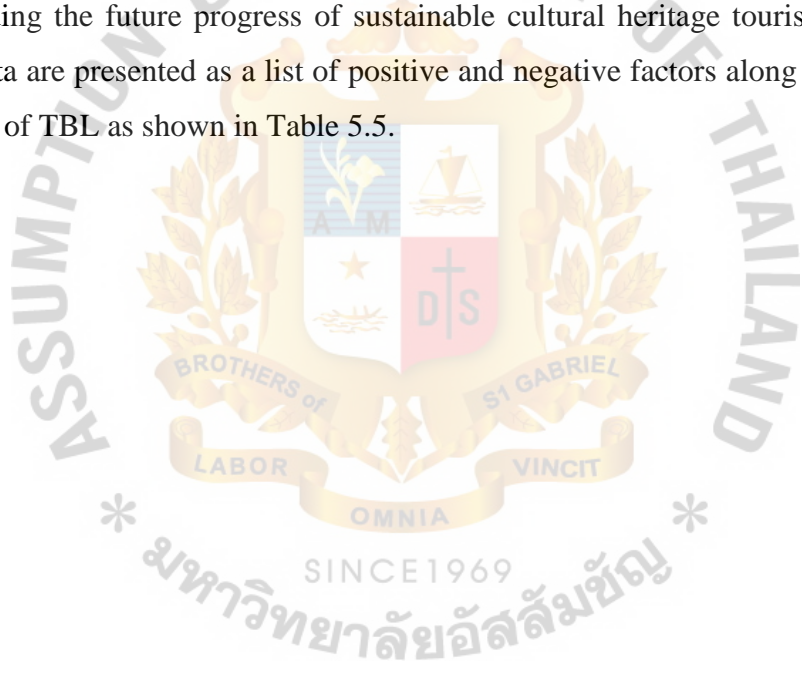 ding the future progress of sustainable cultural heritage touris
ta are presented as a list of positive and negative factors along
of TBL as shown in Table 5.5.
ASSUMPTION
OF
THAILAND
A M
D S
BROTHERS of
S1 GABRIEL
LABOR
VINCIT
OMNIA
SINCE1969
* มหาวิทยาลัยอัสสัมชัญ *